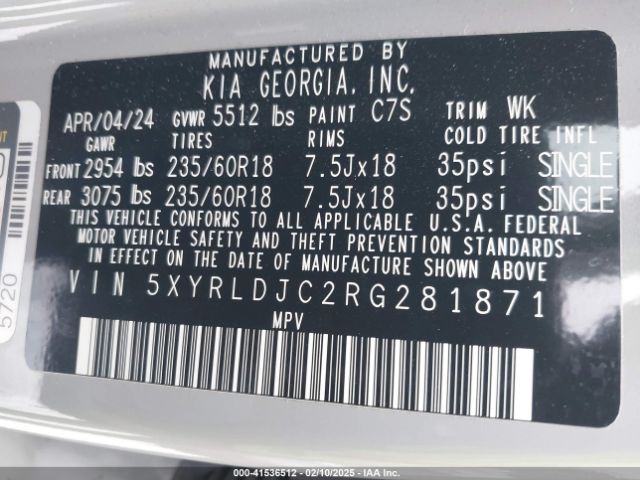 MANUFACTURED BY
KIA GEORGIA, INC.
APR/04/24 GVWR 5512 lbs PAINT C7S TRIM WK
GAWR TIRES RIMS COLD TIRE INFL
FRONT 2954 lbs 235/60R18 7.5Jx18 35psi SINGLE
REAR 3075 lbs 235/60R18 7.5Jx18 35psi SINGLE
THIS VEHICLE CONFORMS TO ALL APPLICABLE U.S.A. FEDERAL
MOTOR VEHICLE SAFETY AND THEFT PREVENTION STANDARDS
IN EFFECT ON THE DATE OF MANUFACTURE SHOWN ABOVE
VIN 5XYRLDJC2RG281871
MPV
5720
000-41536512 - 02/10/2025 - IAA, Inc.